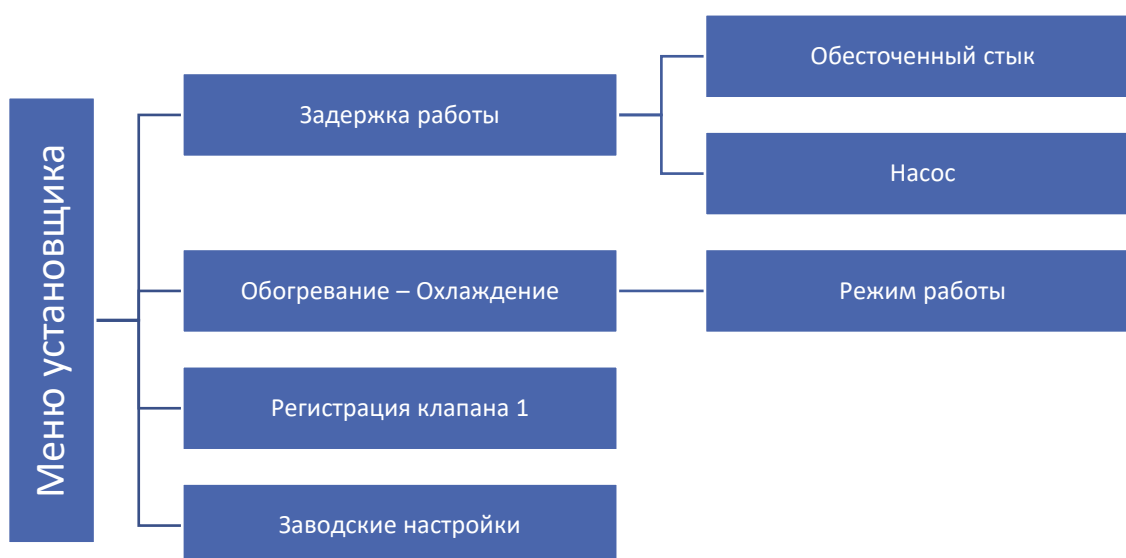 Меню установщика
Задержка работы
Обесточенный стык
Насос
Обогревание – Охлаждение
Режим работы
Регистрация клапана 1
Заводские настройки